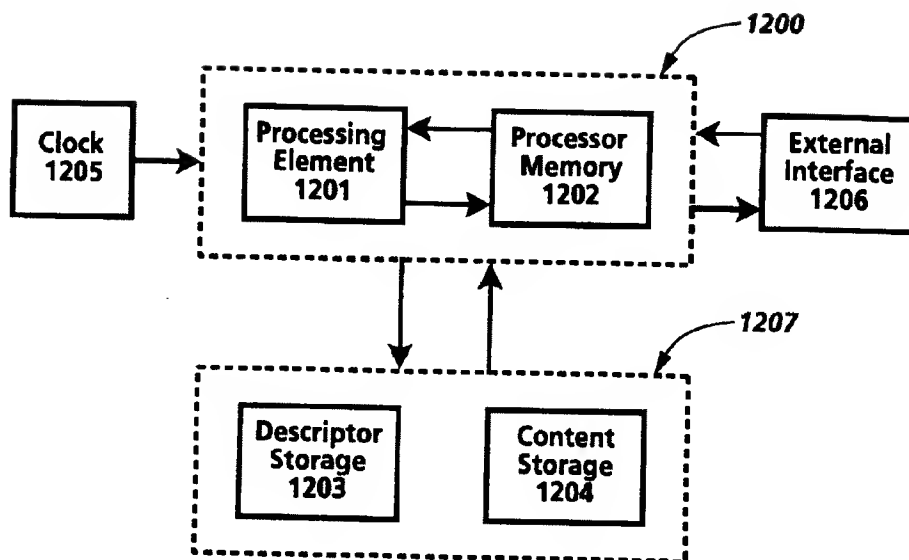 1200
Clock
1205
Processing
Element
1201
Processor
Memory
1202
External
Interface
1206
1207
Descriptor
Storage
1203
Content
Storage
1204